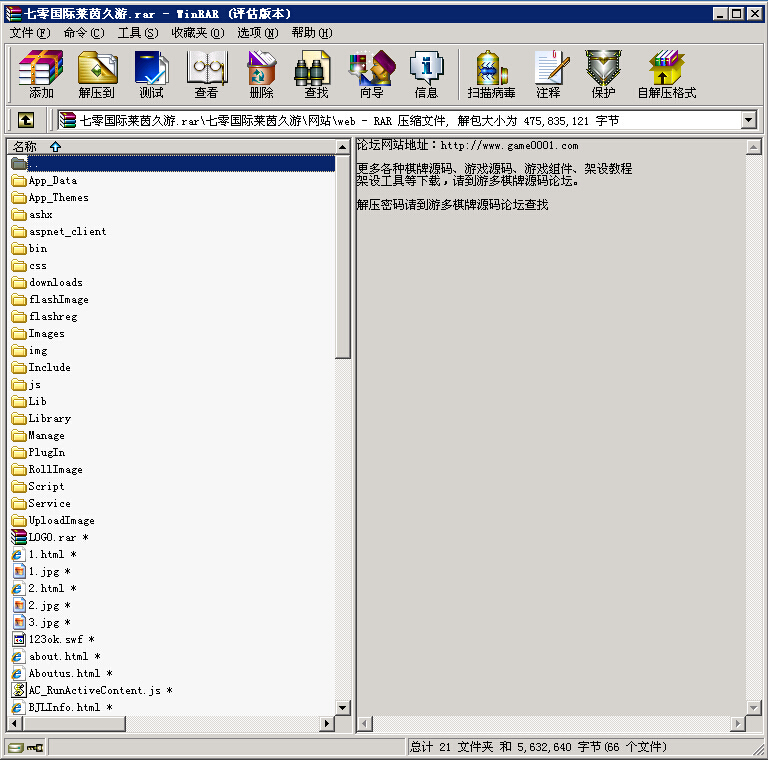 七零国际莱茵久游.rar - WinRAR (评估版本)
文件(F) 命令(C) 工具(S) 收藏夹(O) 选项(N) 帮助(H)
添加 解压到 测试 查看 删除 查找 向导 信息 扫描病毒 注释 保护 自解压格式
七零国际莱茵久游.rar\七零国际莱茵久游\网站\web - RAR 压缩文件, 解包大小为 475,835,121 字节
名称
..
App_Data
App_Themes
ashx
aspnet_client
bin
css
downloads
flashImage
flashreg
Images
img
Include
js
Lib
Library
Manage
PlugIn
RollImage
Script
Service
UploadImage
LOGO.rar *
1.html *
1.jpg *
2.html *
2.jpg *
3.jpg *
123ok.swf *
about.html *
Aboutus.html *
AC_RunActiveContent.js *
BJLInfo.html *
论坛网站地址：http://www.game0001.com
更多各种棋牌源码、游戏源码、游戏组件、架设教程
架设工具等下载，请到游多棋牌源码论坛。
解压密码请到游多棋牌源码论坛查找
总计 21 文件夹 和 5,632,640 字节(66 个文件)